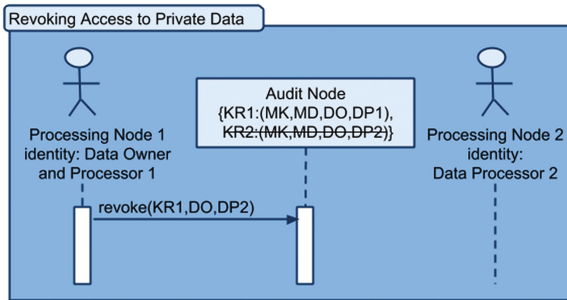 Revoking Access to Private Data
Audit Node
{KR1:(MK,MD,DO,DP1),
KR2:(MK,MD,DO,DP2)}
Processing Node 1
identity: Data Owner
and Processor 1
Processing Node 2
identity:
Data Processor 2
revoke(KR1,DO,DP2)